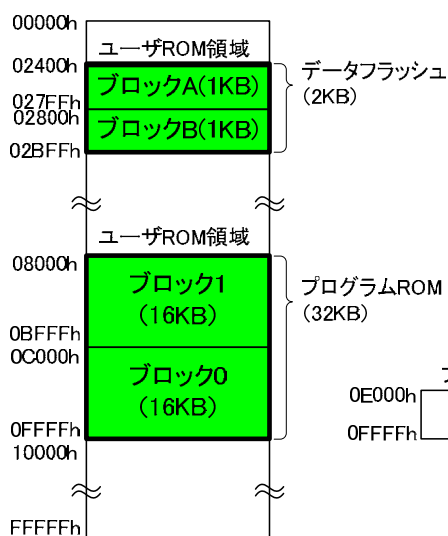 00000h
ユーザROM領域
02400h
ブロックA(1KB)
027FFh
02800h
ブロックB(1KB)
02BFFh
データフラッシュ
(2KB)
ユーザROM領域
08000h
ブロック1
(16KB)
0BFFFh
0C000h
ブロック0
(16KB)
0FFFFh
10000h
プログラムROM
(32KB)
0E000h
0FFFFh
FFFFFh